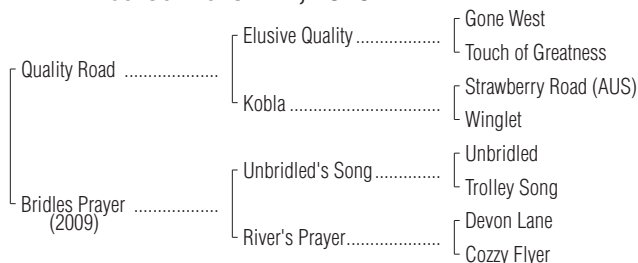 Gone West
Elusive Quality ..................
Touch of Greatness
Quality Road ....................
Strawberry Road (AUS)
Kobla ................................
Winglet
Unbridled
Unbridled's Song ...............
Trolley Song
Bridles Prayer ..................
(2009)
Devon Lane
River's Prayer....................
Cozzy Flyer